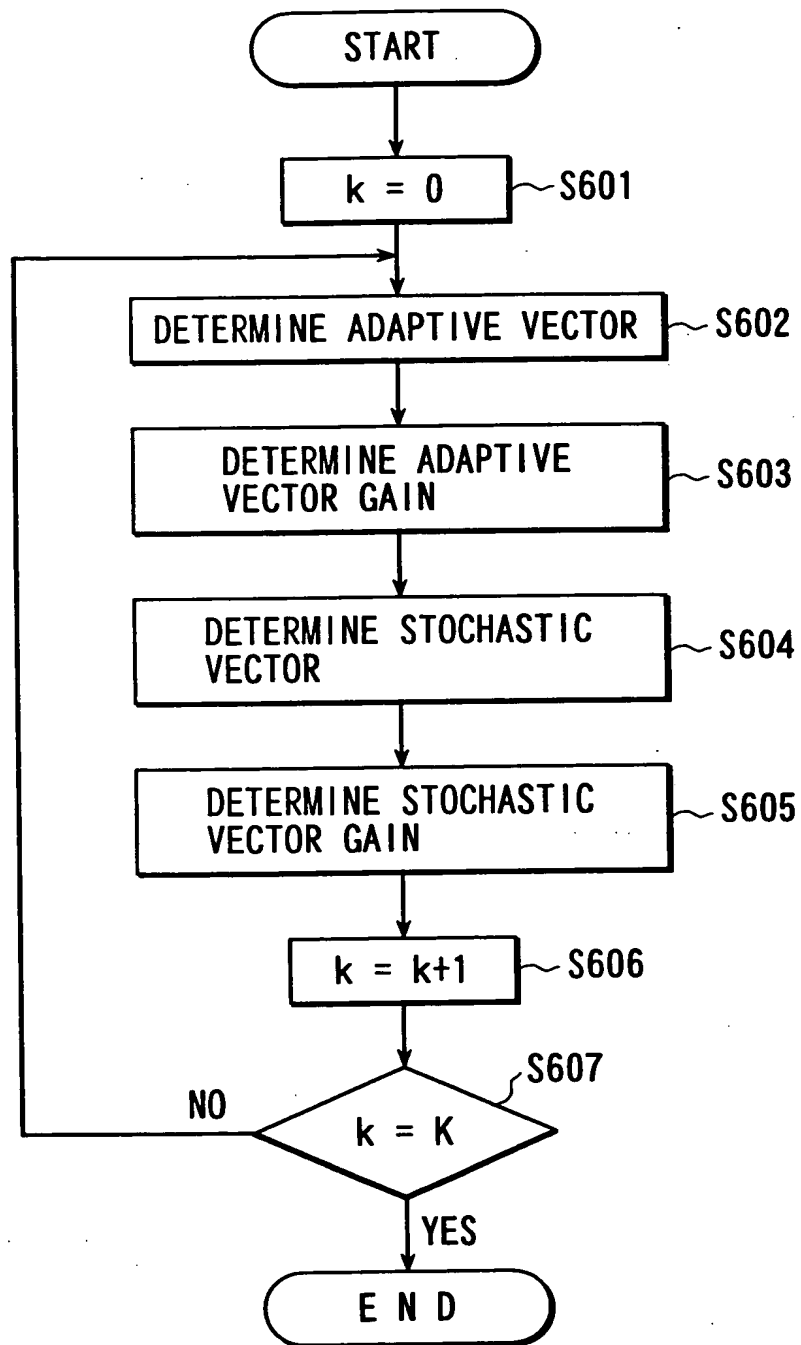 START
k = 0
S601
DETERMINE ADAPTIVE VECTOR
S602
DETERMINE ADAPTIVE
VECTOR GAIN
S603
DETERMINE STOCHASTIC
VECTOR
S604
DETERMINE STOCHASTIC
VECTOR GAIN
S605
k = k+1
S606
S607
NO
k = K
YES
E N D